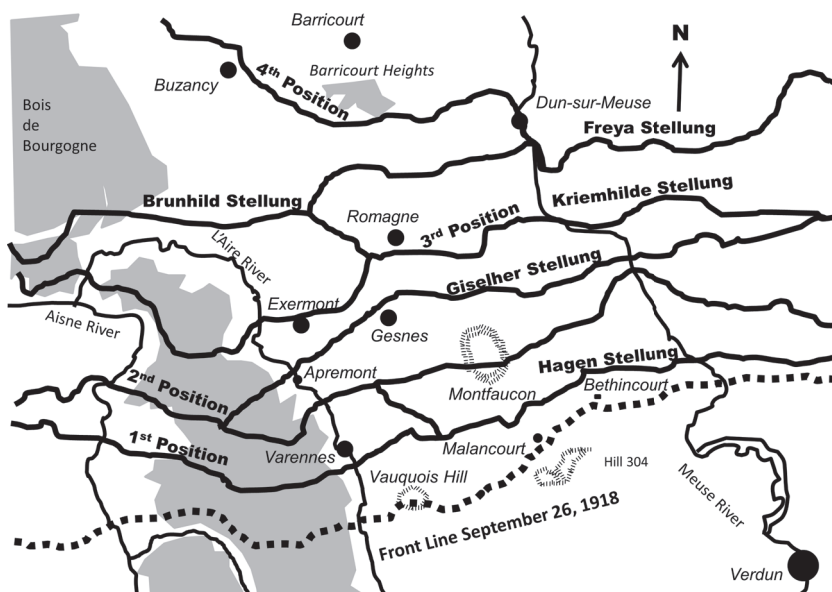 Barricourt
N
Buzancy
4th Position
Barricourt Heights
Bois
de
Bourgogne
Dun-sur-Meuse
Freya Stellung
Brunhild Stellung
Kriemhilde Stellung
Romagne
3rd Position
L'Aire River
Giselher Stellung
Exermont
Aisne River
Gesnes
2nd Position
Apremont
Hagen Stellung
Montfaucon
Bethincourt
1st Position
Varennes
Malancourt
Vauquois Hill
Hill 304
Meuse River
Front Line September 26, 1918
Verdun